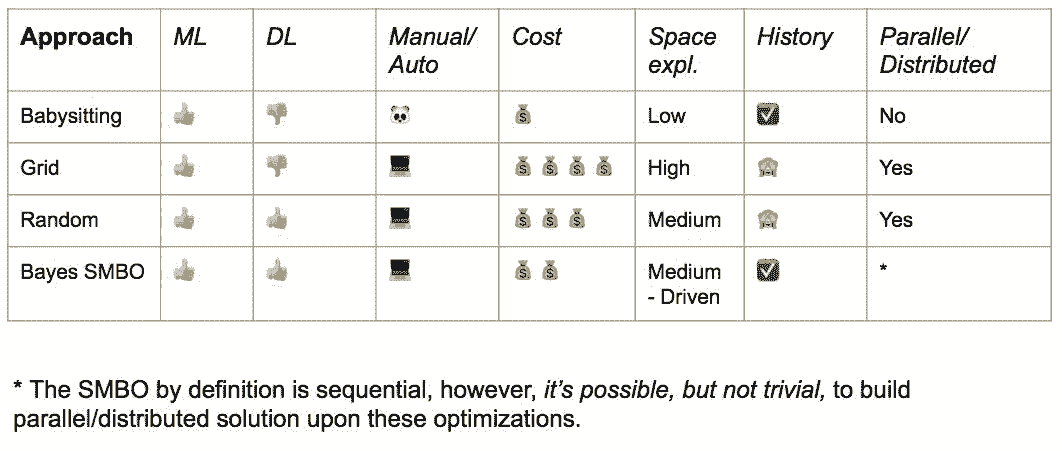 Approach ML DL Manual/ Cost Space History Parallel/
Auto expl. Distributed
Babysitting Low No
Grid High Yes
Random Medium Yes
Bayes SMBO Medium *
- Driven
* The SMBO by definition is sequential, however, it's possible, but not trivial, to build
parallel/distributed solution upon these optimizations.